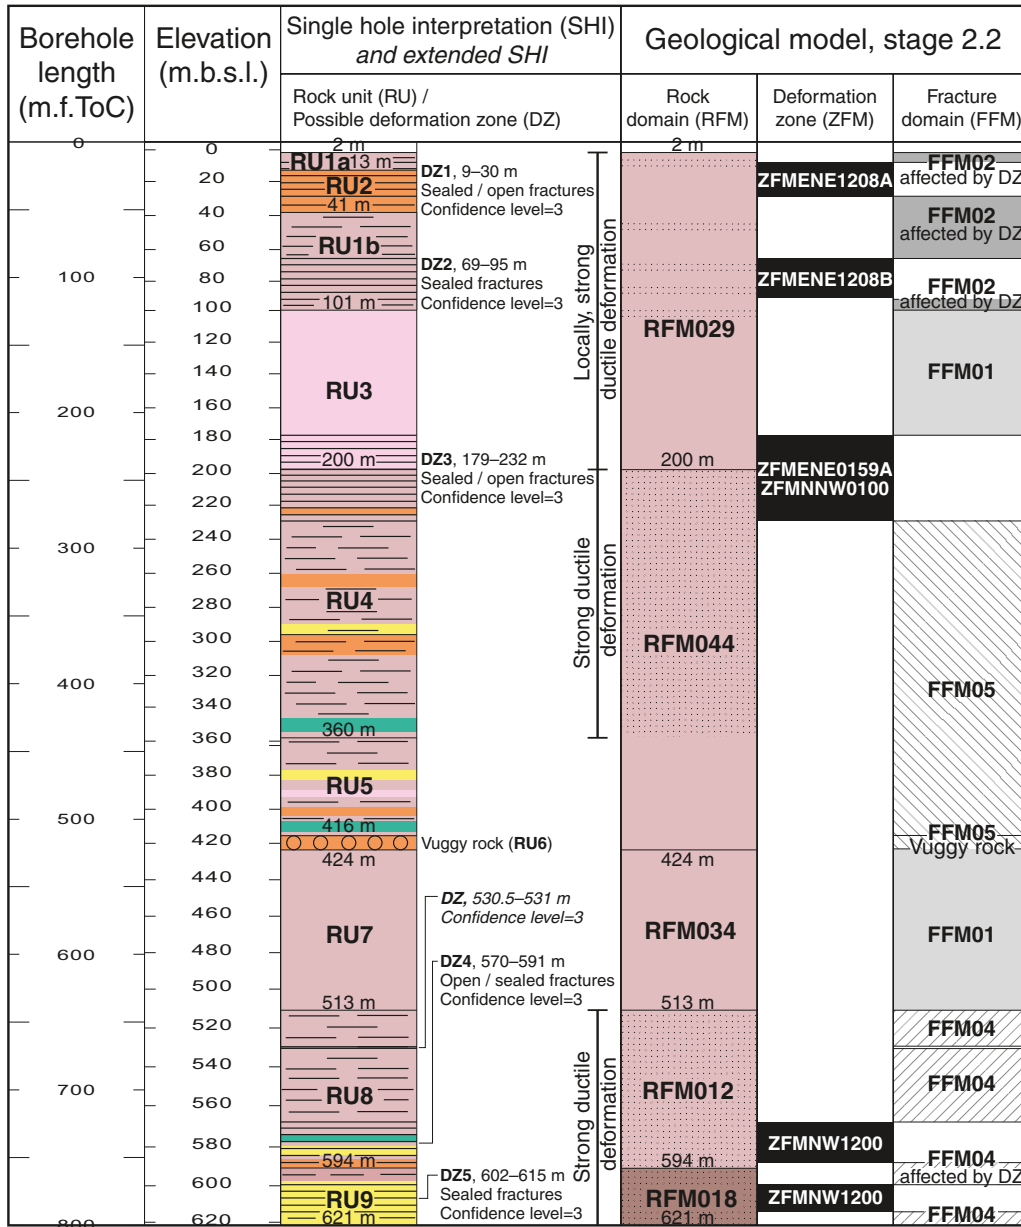 Borehole
length
(m.f.ToC)
Elevation
(m.b.s.l.)
Single hole interpretation (SHI)
and extended SHI
Geological model, stage 2.2
Rock unit (RU) /
Possible deformation zone (DZ)
Rock
domain (RFM)
Deformation
zone (ZFM)
Fracture
domain (FFM)
0
100
200
300
400
500
600
700
800
0
20
40
60
80
100
120
140
160
180
200
220
240
260
280
300
320
340
360
380
400
420
440
460
480
500
520
540
560
580
600
620
2 m
RU1a 13 m
RU2
41 m
RU1b
101 m
RU3
200 m
RU4
360 m
RU5
416 m
424 m
RU7
513 m
RU8
594 m
RU9
621 m
DZ1, 9–30 m
Sealed / open fractures
Confidence level=3
DZ2, 69–95 m
Sealed fractures
Confidence level=3
DZ3, 179–232 m
Sealed / open fractures
Confidence level=3
Vuggy rock (RU6)
DZ, 530.5–531 m
Confidence level=3
DZ4, 570–591 m
Open / sealed fractures
Confidence level=3
DZ5, 602–615 m
Sealed fractures
Confidence level=3
Locally, strong
ductile deformation
Strong ductile
deformation
Strong ductile
deformation
2 m
RFM029
200 m
RFM044
424 m
RFM034
513 m
RFM012
594 m
RFM018
621 m
ZFMENE1208A
ZFMENE1208B
ZFMENE0159A
ZFMNNW0100
ZFMNW1200
ZFMNW1200
FFM02
affected by DZ
FFM02
affected by DZ
FFM02
affected by DZ
FFM01
FFM05
FFM05
Vuggy rock
FFM01
FFM04
FFM04
FFM04
affected by DZ
FFM04